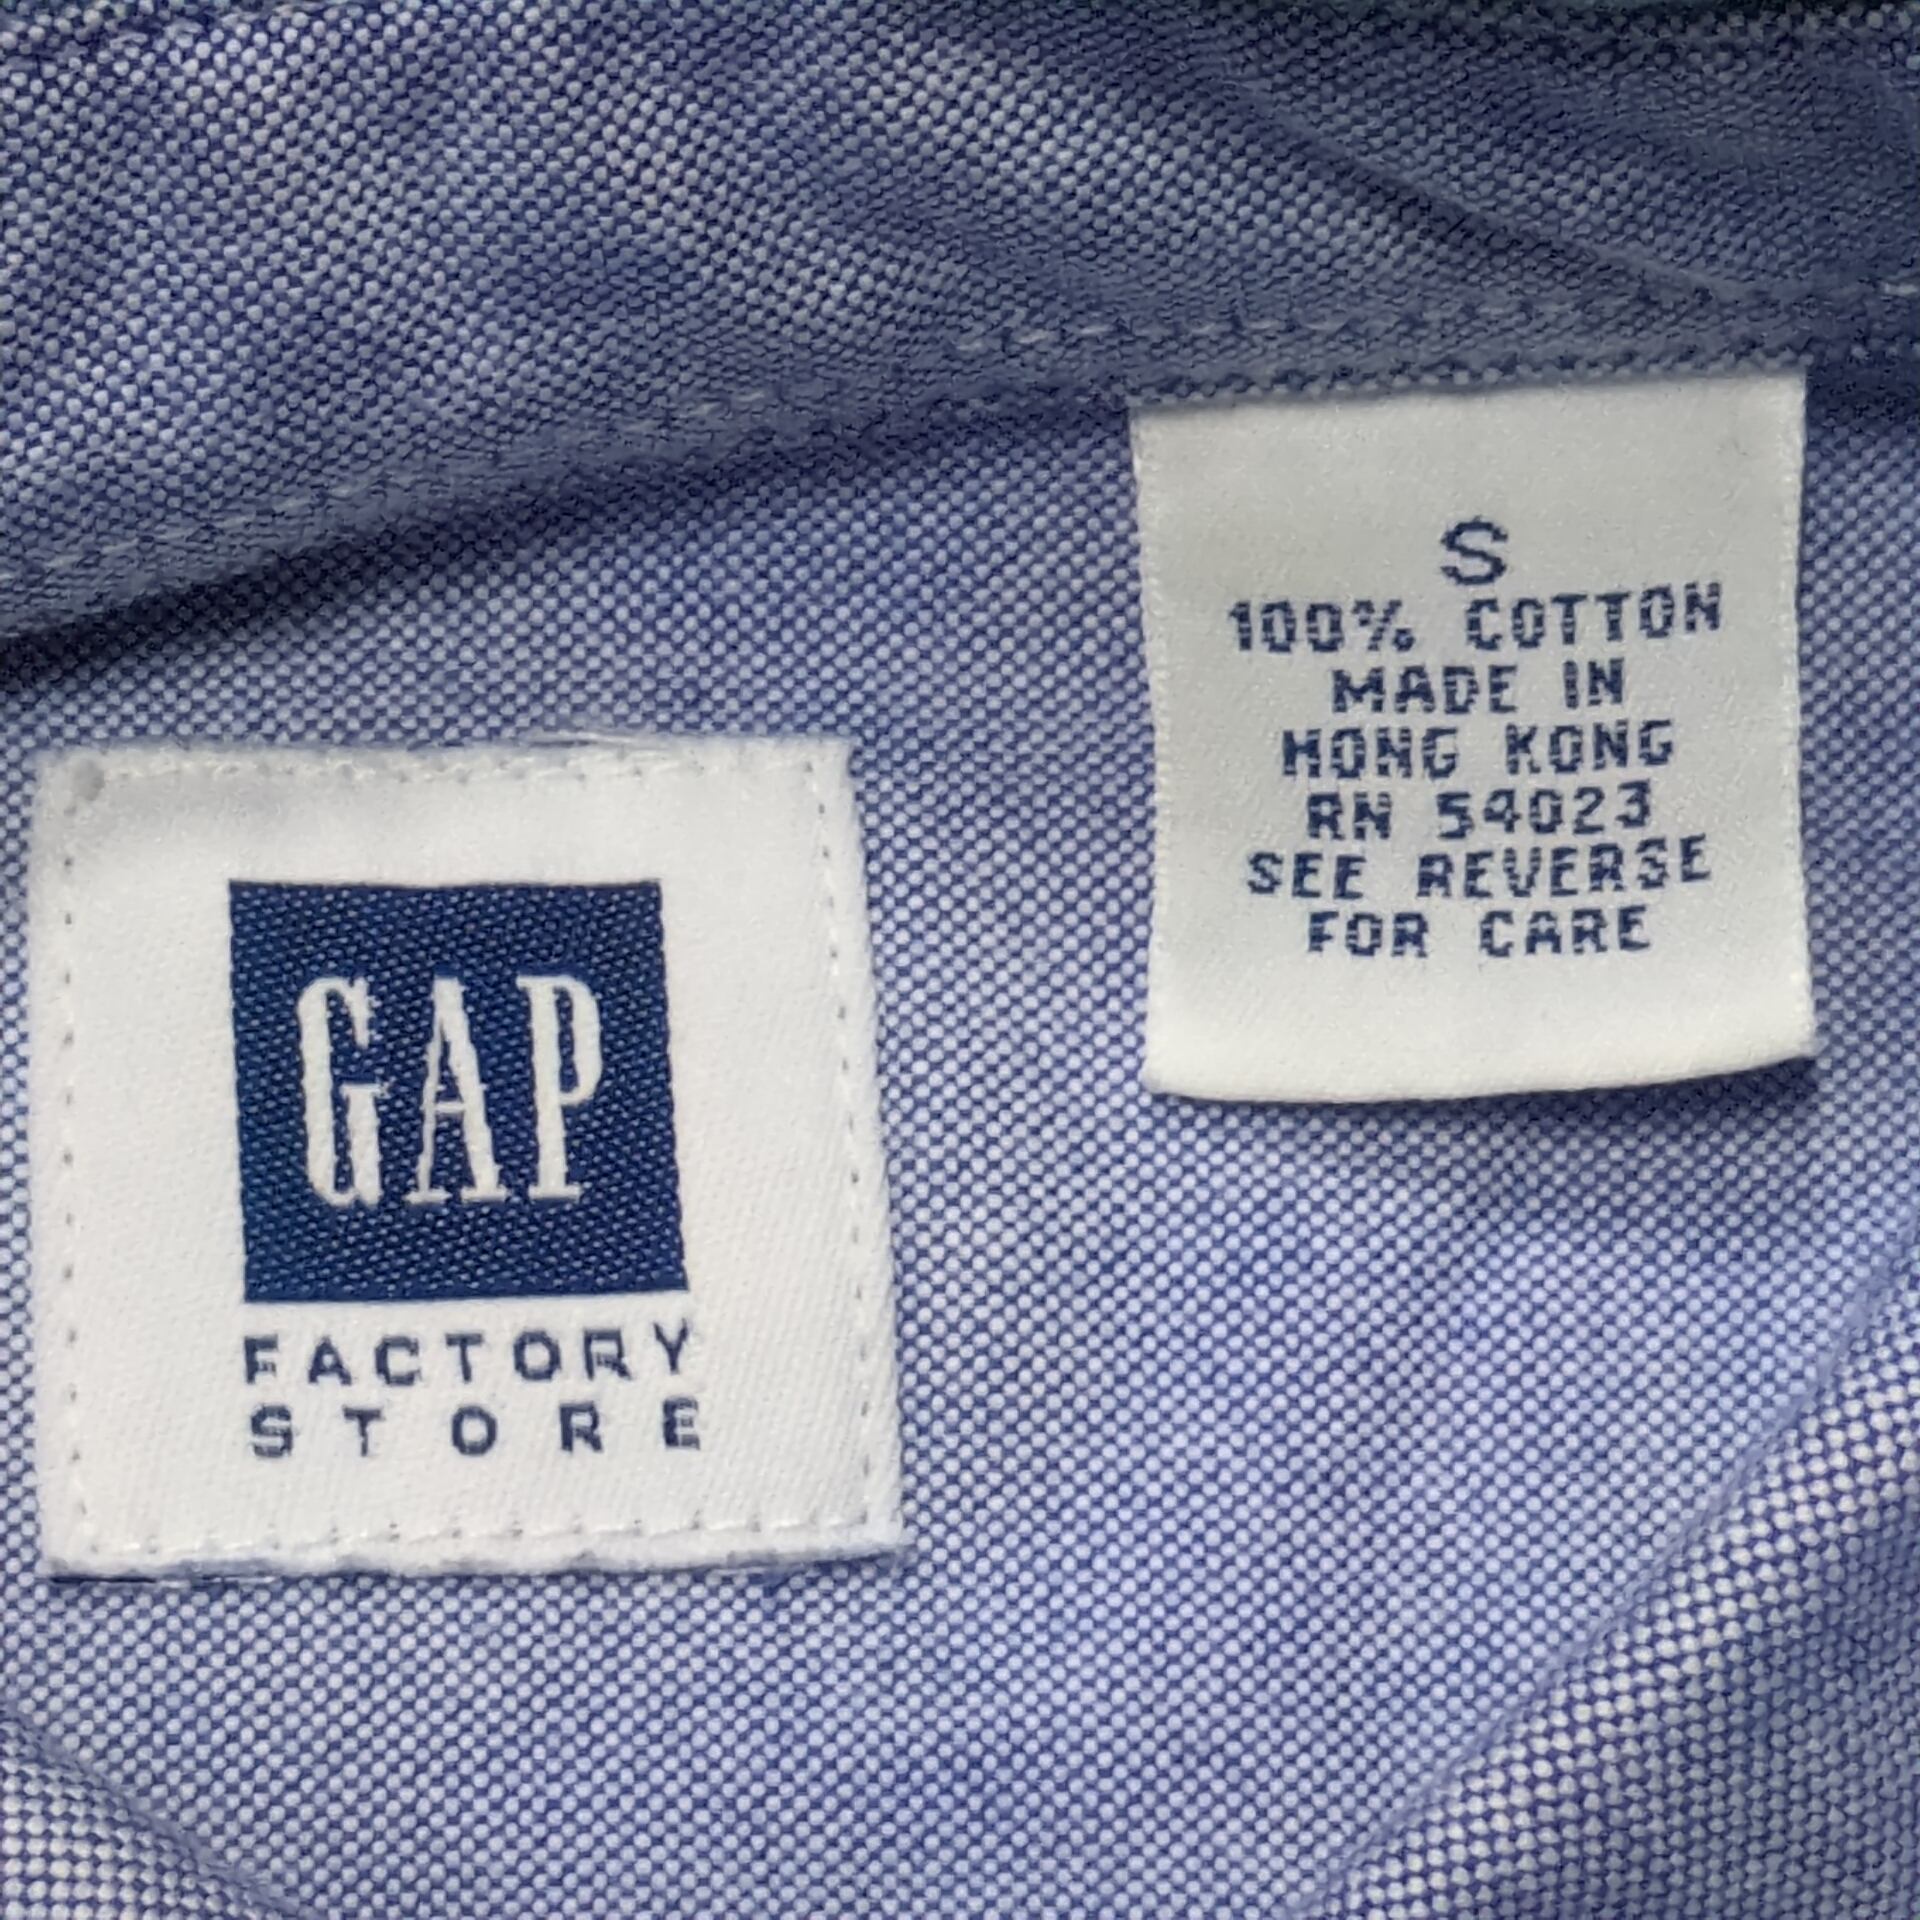 GAP
FACTORY
STORE
S
100% COTTON
MADE IN
HONG KONG
RN 54023
SEE REVERSE
FOR CARE